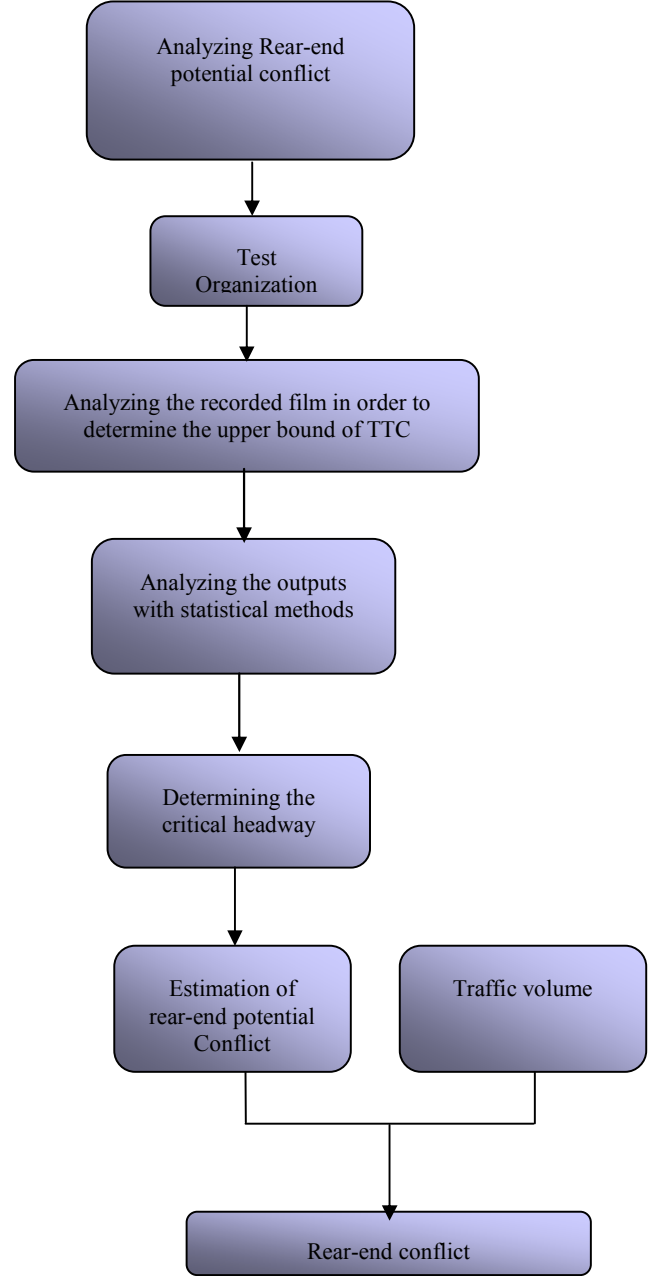 Analyzing Rear-end
potential conflict
Test
Organization
Analyzing the recorded film in order to
determine the upper bound of TTC
Analyzing the outputs
with statistical methods
Determining the
critical headway
Estimation of
rear-end potential
Conflict
Traffic volume
Rear-end conflict